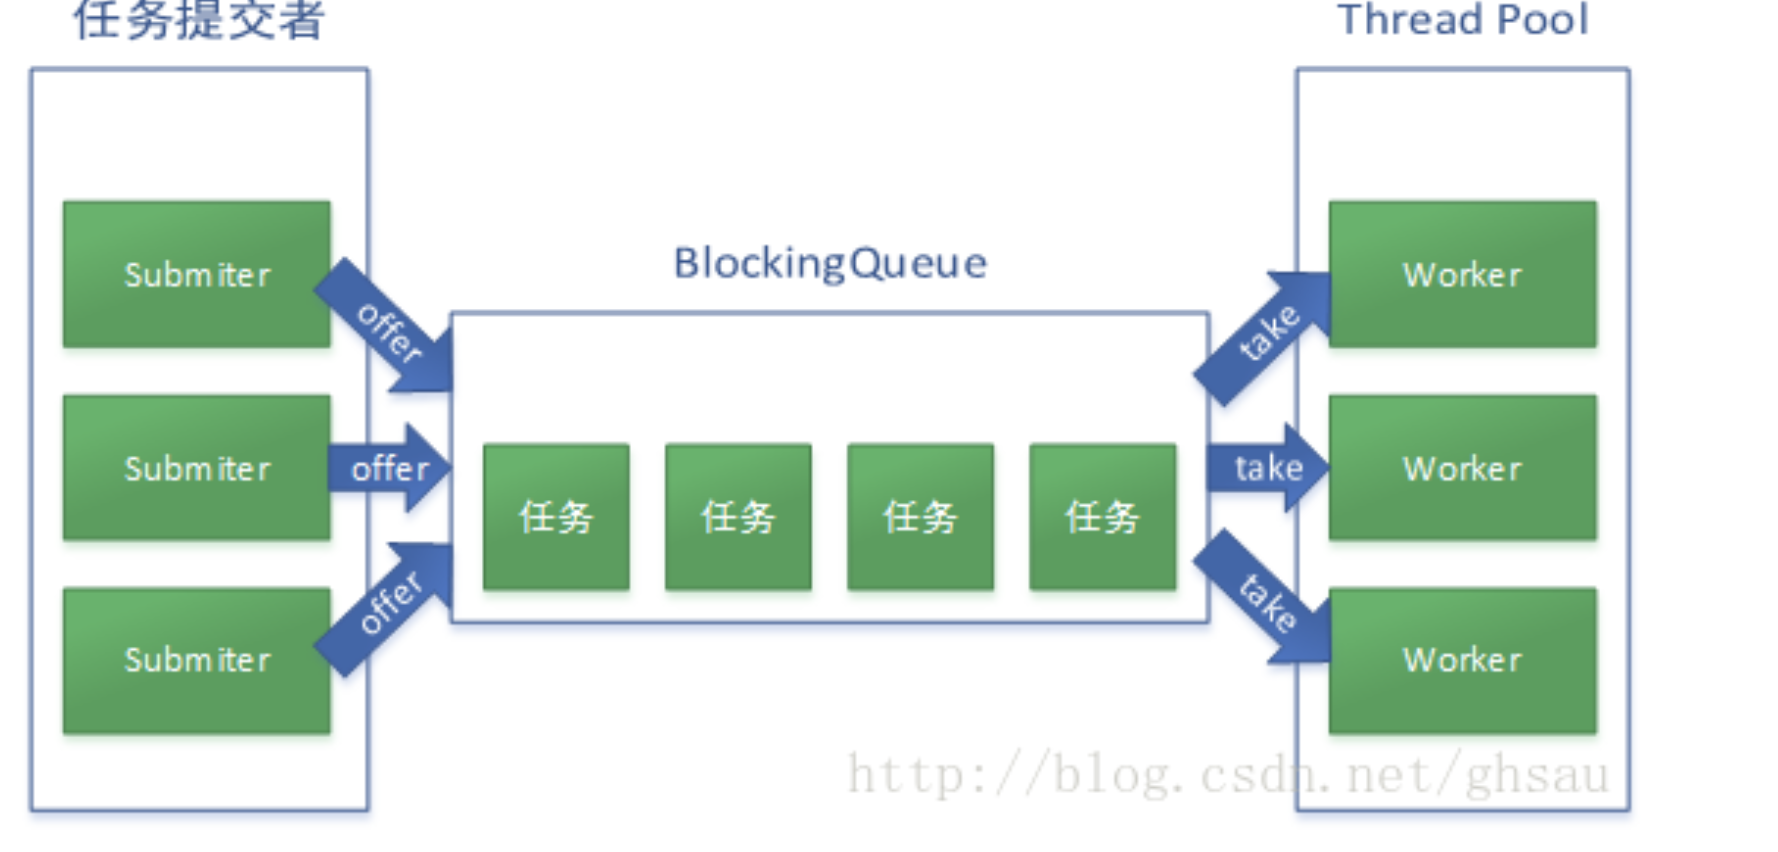 任务提交者
Thread Pool
Submiter
offer
BlockingQueue
take
Worker
Submiter
offer
任务
任务
任务
任务
take
Worker
Submiter
offer
take
Worker
http://blog.csdn.net/ghsau